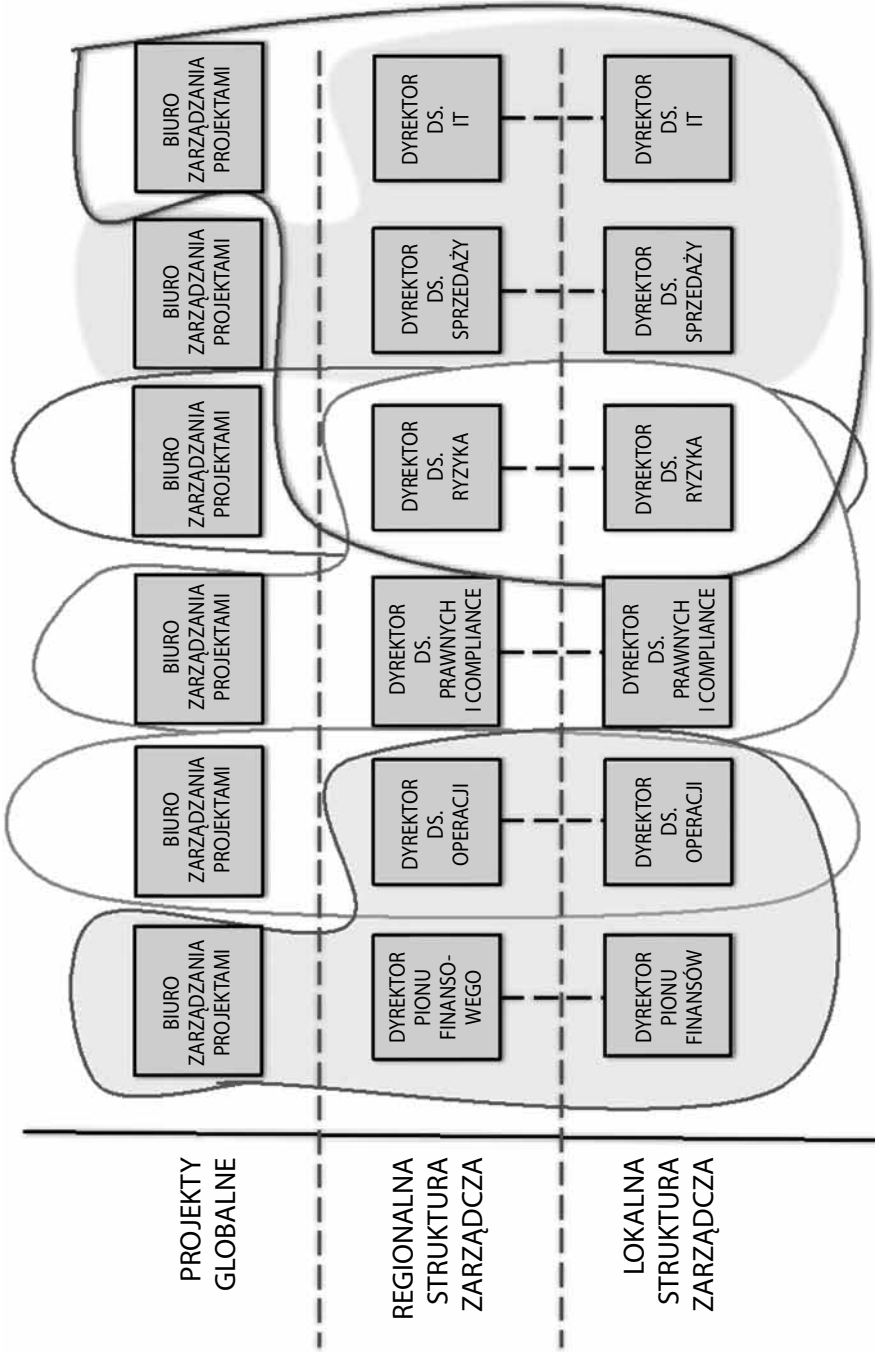 PROJEKTY
GLOBALNE
BIURO
ZARZĄDZANIA
PROJEKTAMI
BIURO
ZARZĄDZANIA
PROJEKTAMI
BIURO
ZARZĄDZANIA
PROJEKTAMI
BIURO
ZARZĄDZANIA
PROJEKTAMI
BIURO
ZARZĄDZANIA
PROJEKTAMI
BIURO
ZARZĄDZANIA
PROJEKTAMI
REGIONALNA
STRUKTURA
ZARZĄDCZA
DYREKTOR
PIONU
FINANSO-
WEGO
DYREKTOR
DS.
OPERACJI
DYREKTOR
DS.
PRAWNYCH
I COMPLIANCE
DYREKTOR
DS.
RYZYKA
DYREKTOR
DS.
SPRZEDAŻY
DYREKTOR
DS.
IT
LOKALNA
STRUKTURA
ZARZĄDCZA
DYREKTOR
PIONU
FINANSÓW
DYREKTOR
DS.
OPERACJI
DYREKTOR
DS.
PRAWNYCH
I COMPLIANCE
DYREKTOR
DS.
RYZYKA
DYREKTOR
DS.
SPRZEDAŻY
DYREKTOR
DS.
IT